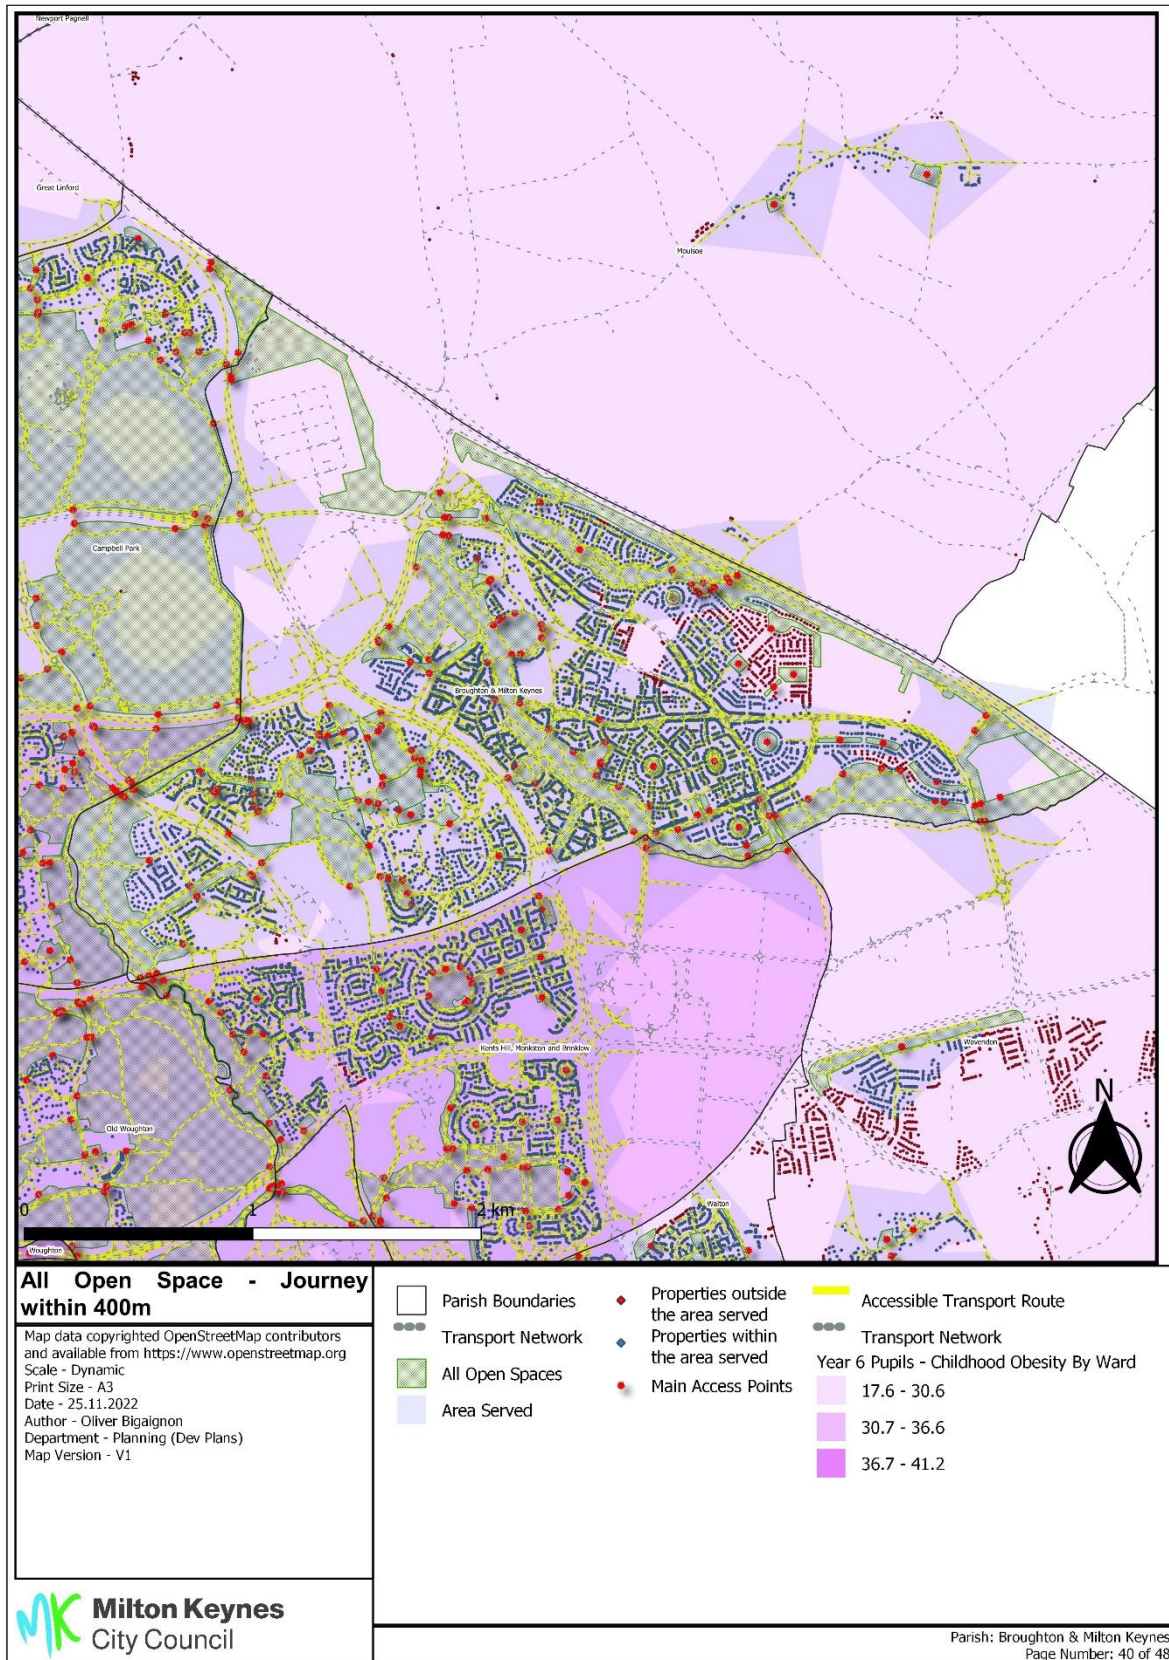 Newport Pagnell
Great Linford
Moulsoe
Campbell Park
Broughton & Milton Keynes
Kents Hill, Monkston and Brinklow
Wavendon
Old Woughton
Walton
Woughton
N
0 1 2 km
All Open Space - Journey
within 400m
Map data copyrighted OpenStreetMap contributors
and available from https://www.openstreetmap.org
Scale - Dynamic
Print Size - A3
Date - 25.11.2022
Author - Oliver Bigaignon
Department - Planning (Dev Plans)
Map Version - V1
MK Milton Keynes
City Council
Parish Boundaries
Transport Network
All Open Spaces
Area Served
Properties outside
the area served
Properties within
the area served
Main Access Points
Accessible Transport Route
Transport Network
Year 6 Pupils - Childhood Obesity By Ward
17.6 - 30.6
30.7 - 36.6
36.7 - 41.2
Parish: Broughton & Milton Keynes
Page Number: 40 of 48